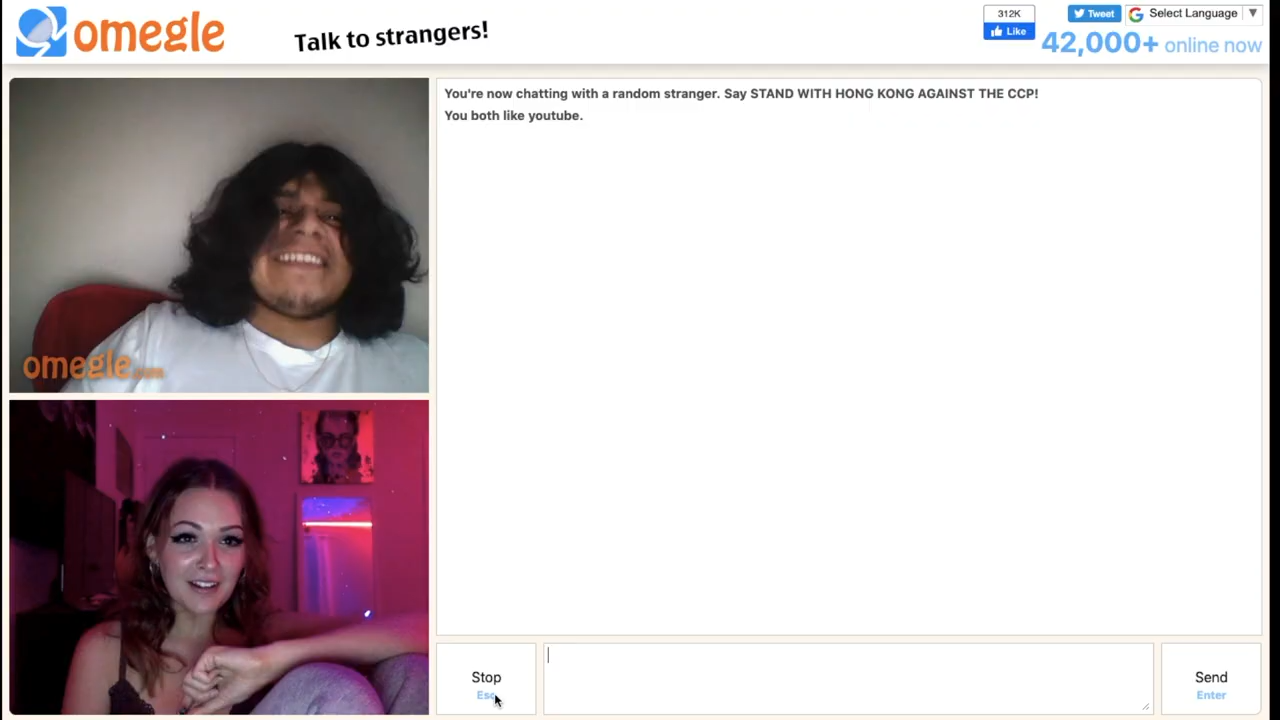 omegle
Talk to strangers!
312K
Like
Tweet
Select Language
42,000+ online now
You're now chatting with a random stranger. Say STAND WITH HONG KONG AGAINST THE CCP!
You both like youtube.
omegle
Stop
Esc
Send
Enter